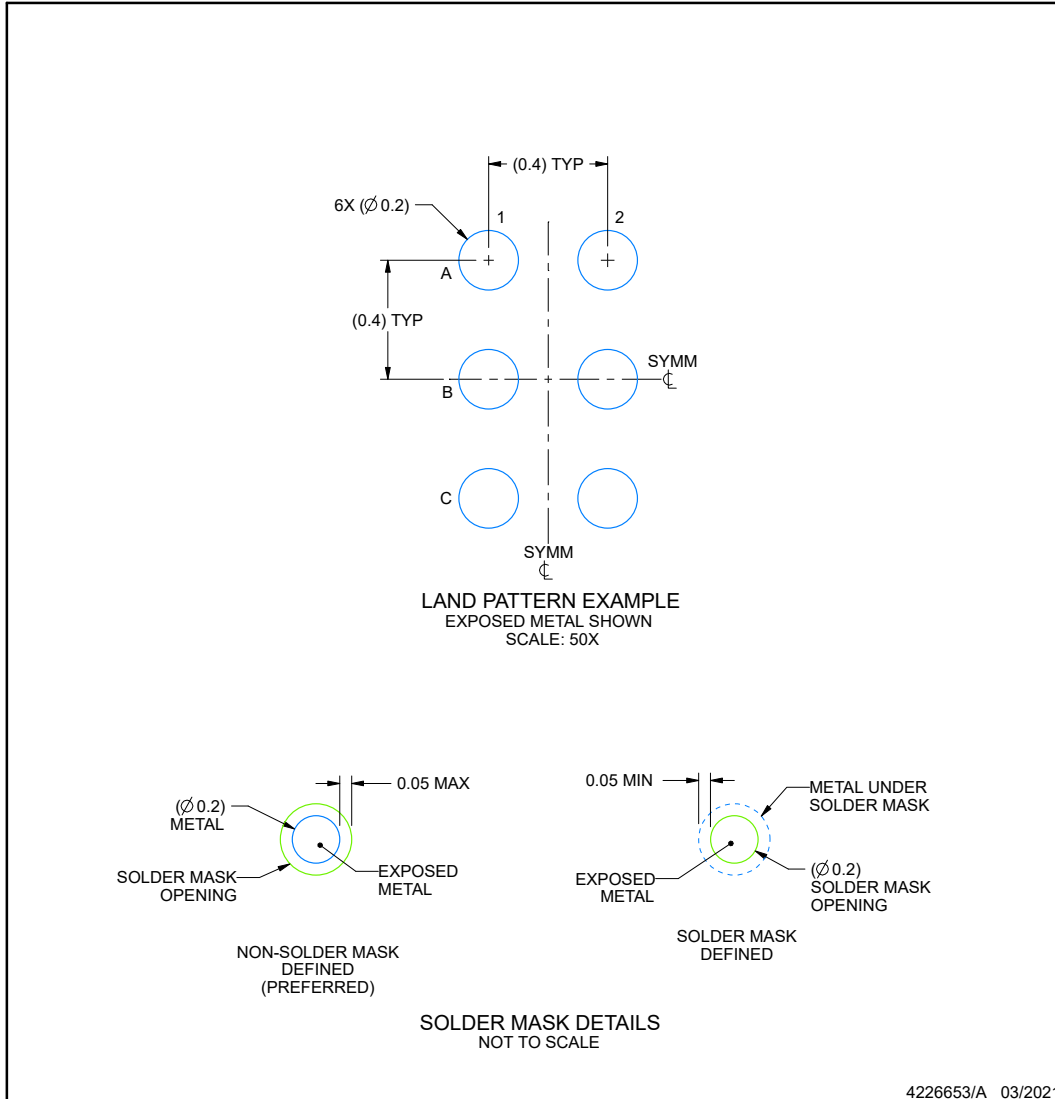 (0.4) TYP
6X (∅ 0.2)
1
2
A
(0.4) TYP
SYMM
℄
B
C
SYMM
℄
LAND PATTERN EXAMPLE
EXPOSED METAL SHOWN
SCALE: 50X
0.05 MAX
(∅ 0.2)
METAL
SOLDER MASK
OPENING
EXPOSED
METAL
NON-SOLDER MASK
DEFINED
(PREFERRED)
0.05 MIN
METAL UNDER
SOLDER MASK
(∅ 0.2)
SOLDER MASK
OPENING
EXPOSED
METAL
SOLDER MASK
DEFINED
SOLDER MASK DETAILS
NOT TO SCALE
4226653/A 03/2021